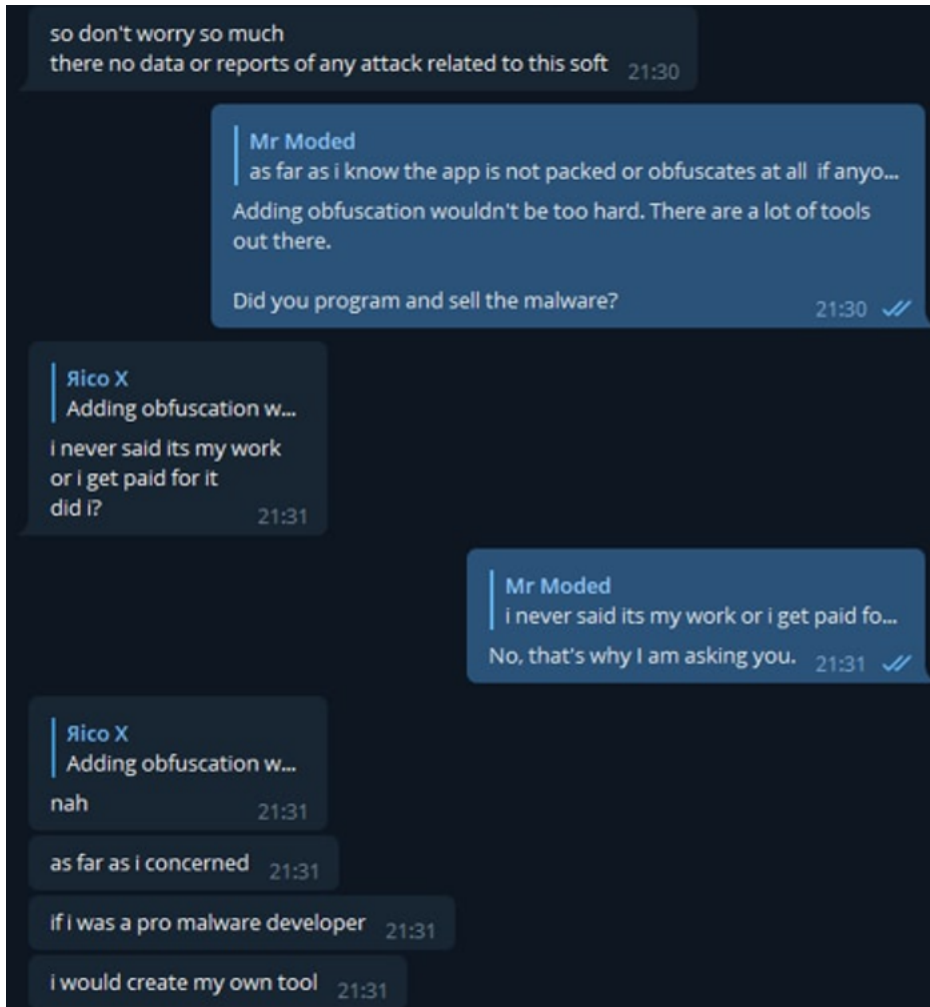 so don't worry so much
there no data or reports of any attack related to this soft 21:30
Mr Moded
as far as i know the app is not packed or obfuscates at all if anyo...
Adding obfuscation wouldn't be too hard. There are a lot of tools
out there.
Did you program and sell the malware? 21:30
Яico X
Adding obfuscation w...
i never said its my work
or i get paid for it
did i? 21:31
Mr Moded
i never said its my work or i get paid fo...
No, that's why I am asking you. 21:31
Яico X
Adding obfuscation w...
nah 21:31
as far as i concerned 21:31
if i was a pro malware developer 21:31
i would create my own tool 21:31